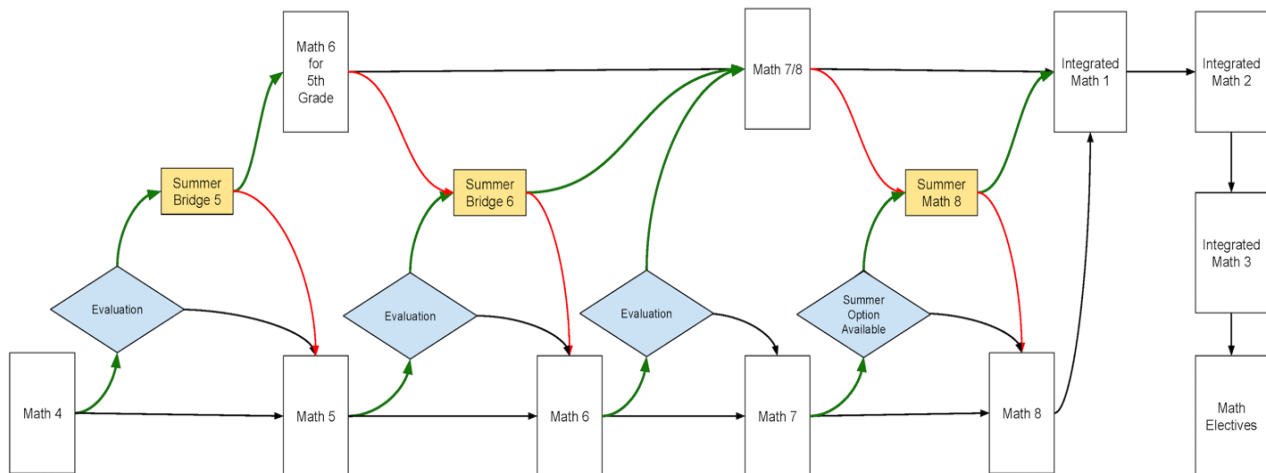 Math 6
for
5th
Grade
Math 7/8
Integrated
Math 1
Integrated
Math 2
Summer
Bridge 5
Summer
Bridge 6
Summer
Math 8
Integrated
Math 3
Evaluation
Evaluation
Evaluation
Summer
Option
Available
Math 4
Math 5
Math 6
Math 7
Math 8
Math
Electives